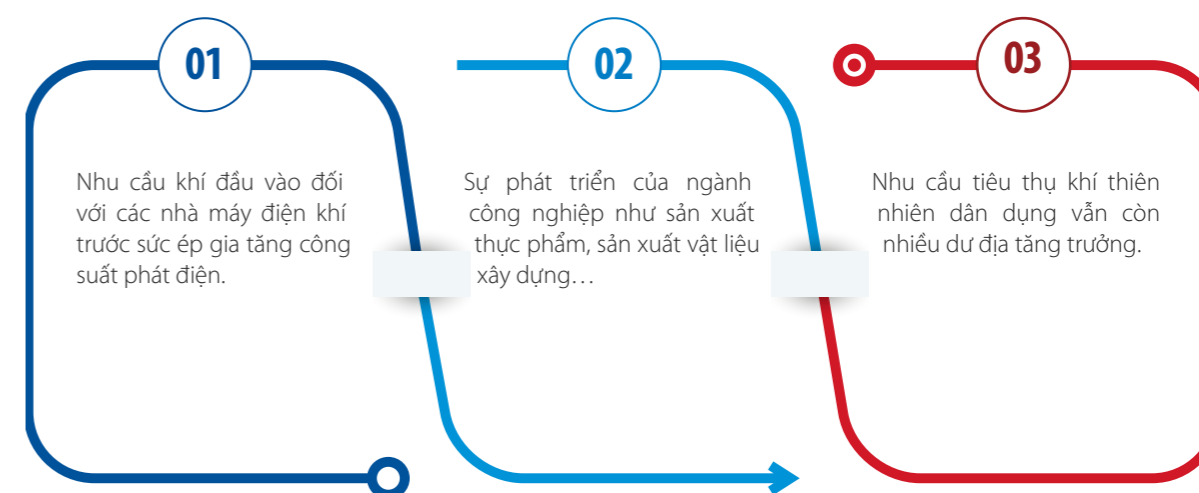 01
Nhu cầu khí đầu vào đối
với các nhà máy điện khí
trước sức ép gia tăng công
suất phát điện.
02
Sự phát triển của ngành
công nghiệp như sản xuất
thực phẩm, sản xuất vật liệu
xây dựng…
03
Nhu cầu tiêu thụ khí thiên
nhiên dân dụng vẫn còn
nhiều dư địa tăng trưởng.